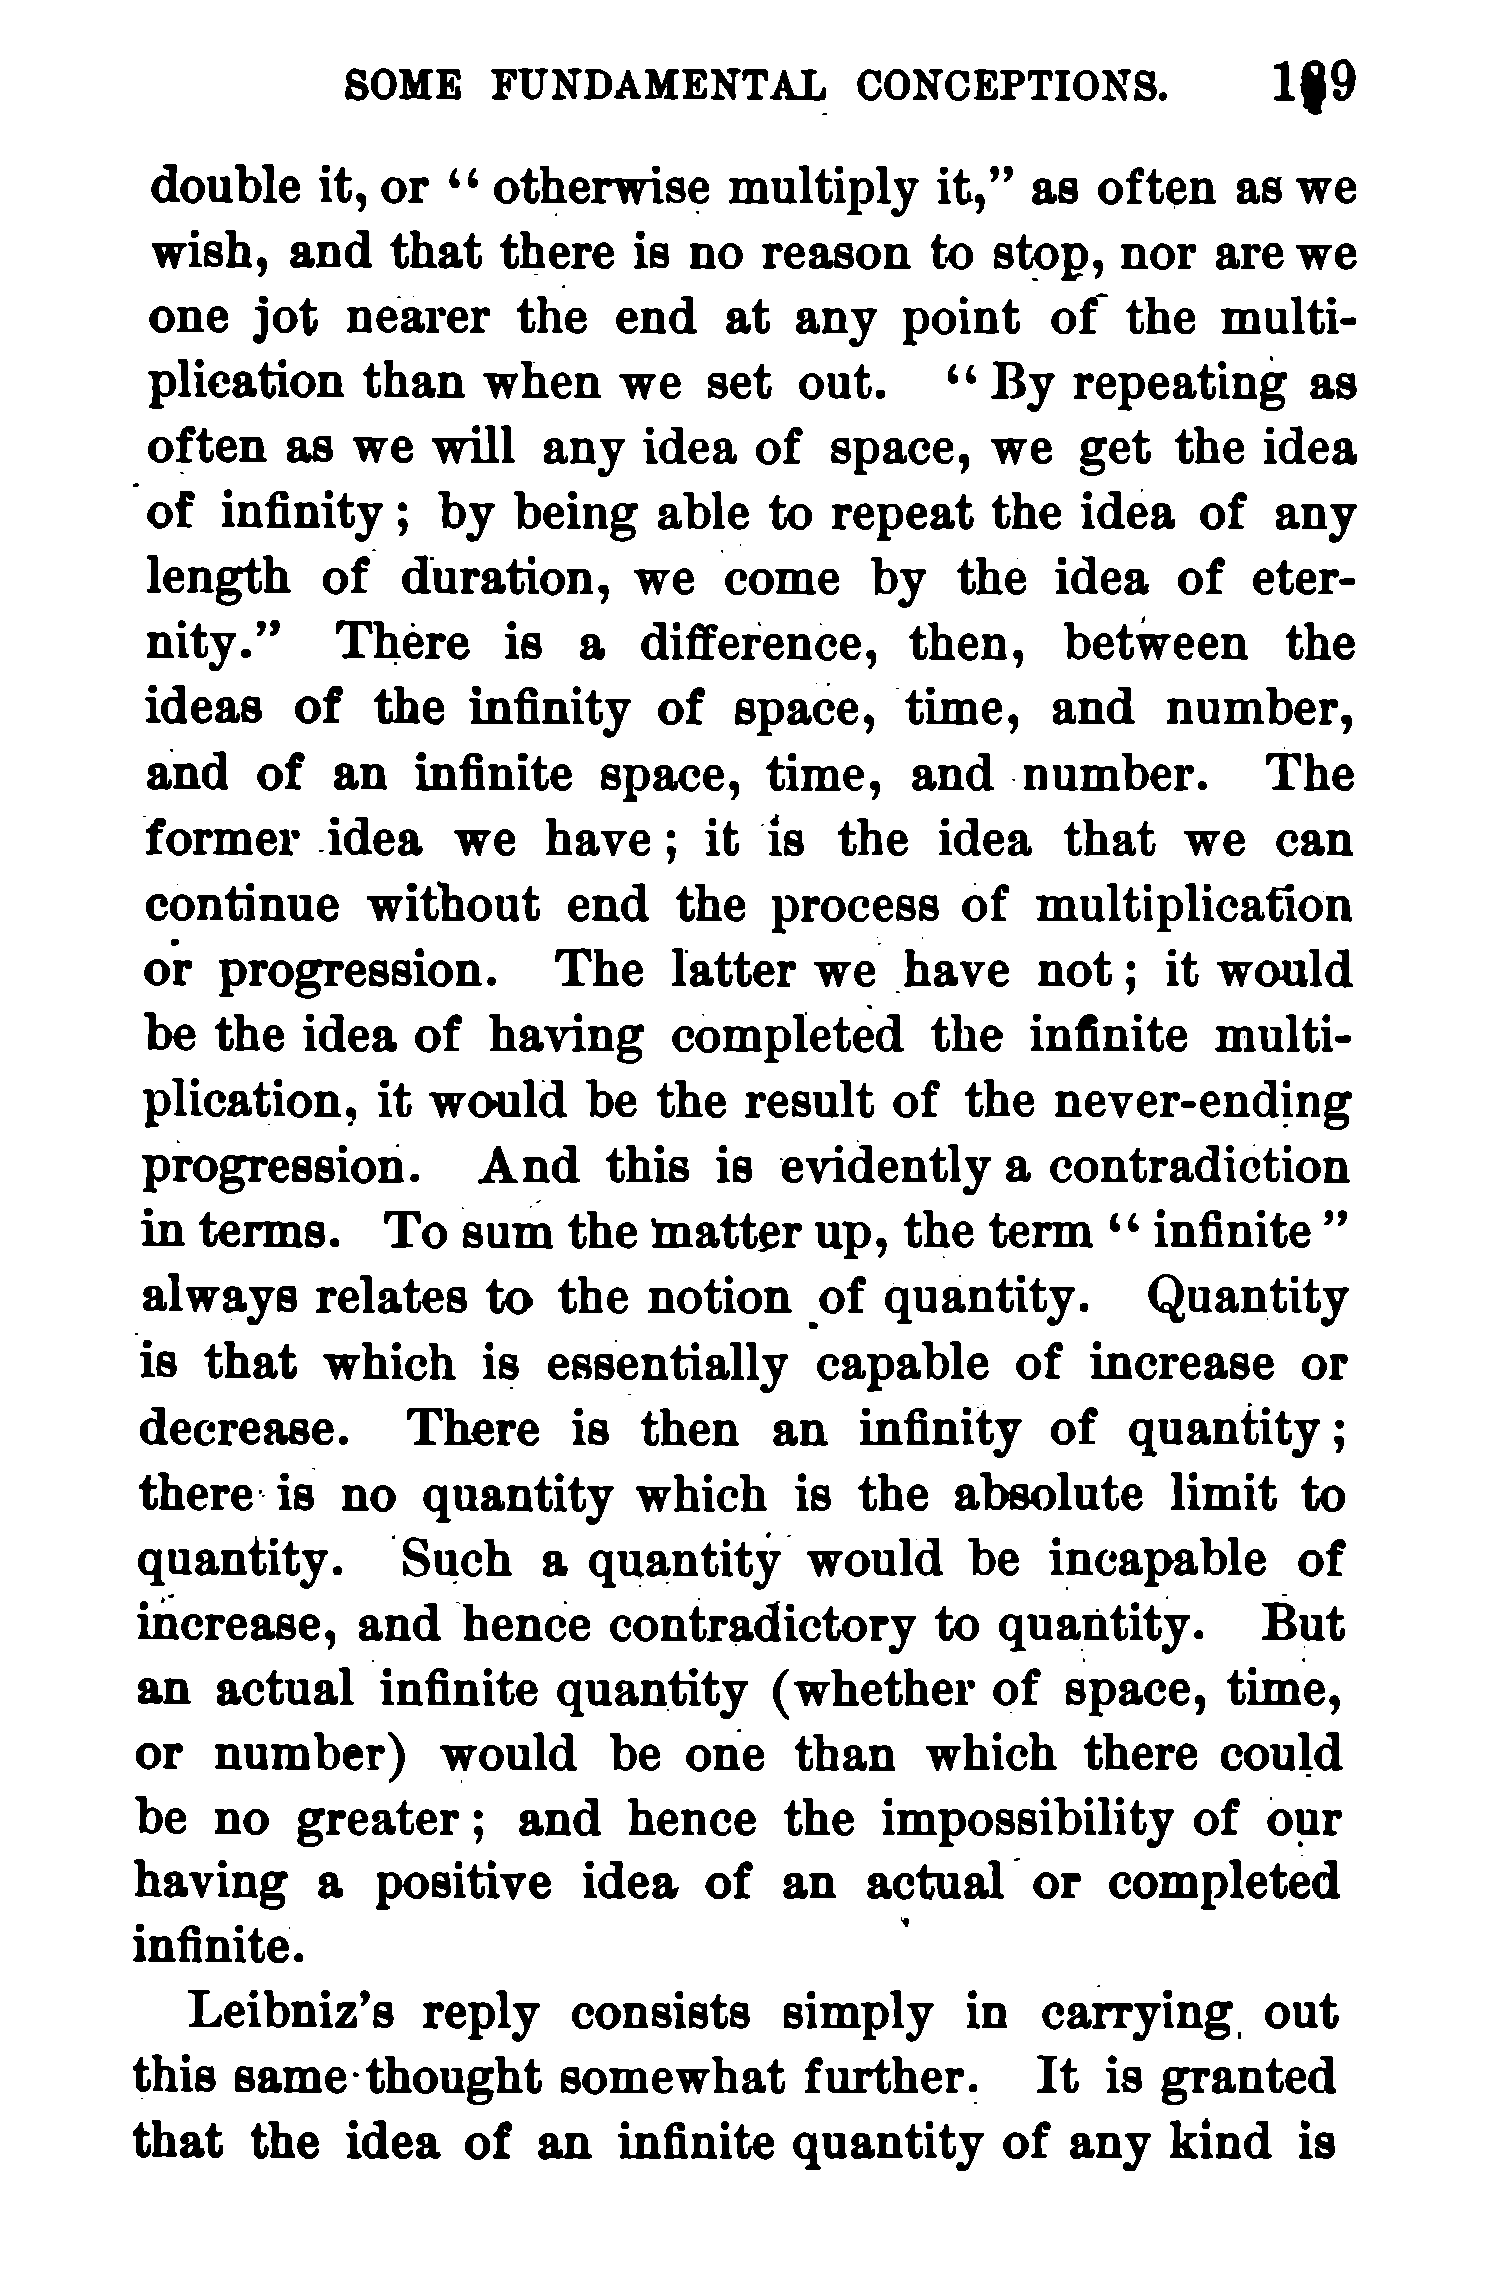 SOME FUNDAMENTAL CONCEPTIONS.
double it, or “ otherwise multiply it,” as often as we
wish, and that there is no reason to stop, nor are we
one jot nearer the end at any point of the multi-
plication than when we set out. “ By repeating as
often as we will any idea of space, we get the idea
of infinity ; by being able to repeat the idea of any
length of duration, we come by the idea of eter-
nity.” There is a difference, then, between the
ideas of the infinity of space, time, and number,
and of an infinite space, time, and number. The
former idea we have ; it is the idea that we can
continue without end the process of multiplication
or progression. The latter we have not ; it would
be the idea of having completed the infinite multi-
plication, it would be the result of the never-ending
progression. And this is evidently a contradiction
in terms. To sum the matter up, the term “ infinite ”
always relates to the notion of quantity. Quantity
is that which is essentially capable of increase or
decrease. There is then an infinity of quantity ;
there is no quantity which is the absolute limit to
quantity. Such a quantity would be incapable of
increase, and hence contradictory to quantity. But
an actual infinite quantity (whether of space, time,
or number) would be one than which there could
be no greater ; and hence the impossibility of our
having a positive idea of an actual or completed
infinite.
Leibniz’s reply consists simply in carrying out
this same thought somewhat further. It is granted
that the idea of an infinite quantity of any kind is